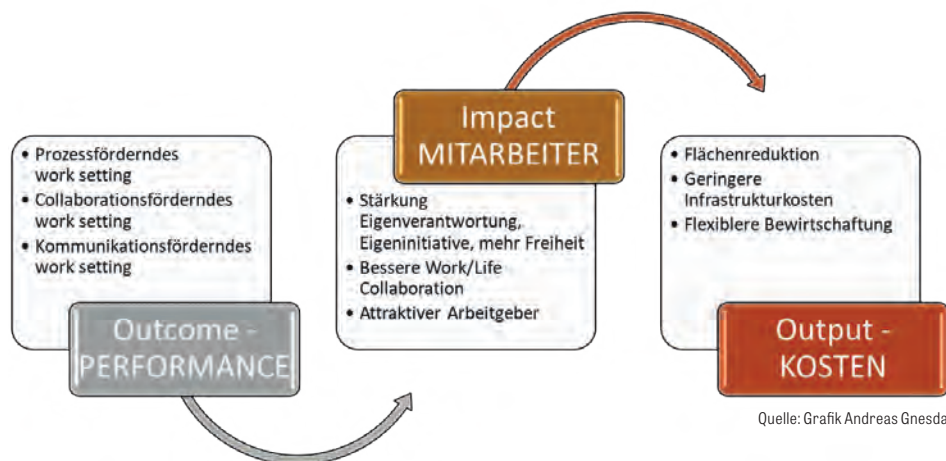 • Prozessförderndes
work setting
• Collaborationsförderndes
work setting
• Kommunikationsförderndes
work setting
Outcome -
PERFORMANCE
Impact
MITARBEITER
• Stärkung
Eigenverantwortung,
Eigeninitiative, mehr Freiheit
• Bessere Work/Life
Collaboration
• Attraktiver Arbeitgeber
• Flächenreduktion
• Geringere
Infrastrukturkosten
• Flexiblere Bewirtschaftung
Output -
KOSTEN
Quelle: Grafik Andreas Gnesda